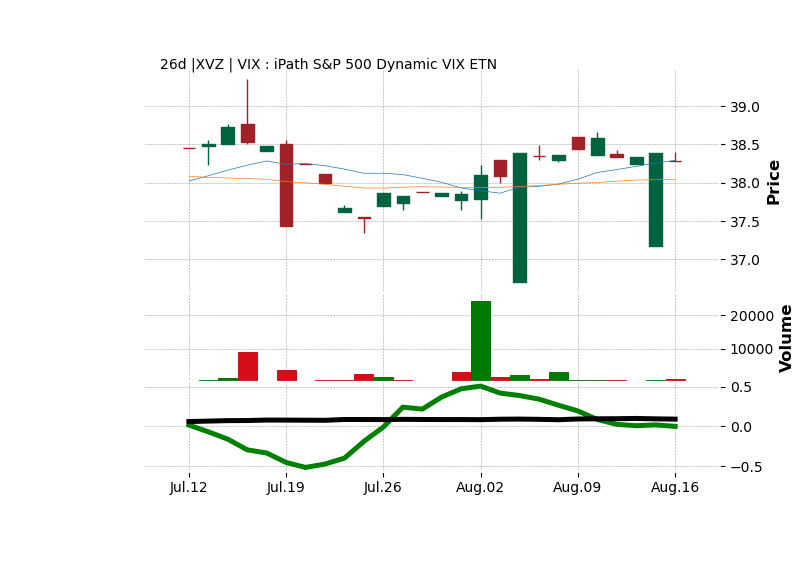 26d |XVZ | VIX : iPath S&P 500 Dynamic VIX ETN
39.0
38.5
38.0
37.5
37.0
Price
20000
10000
Volume
0.5
0.0
−0.5
Jul.12 Jul.19 Jul.26 Aug.02 Aug.09 Aug.16